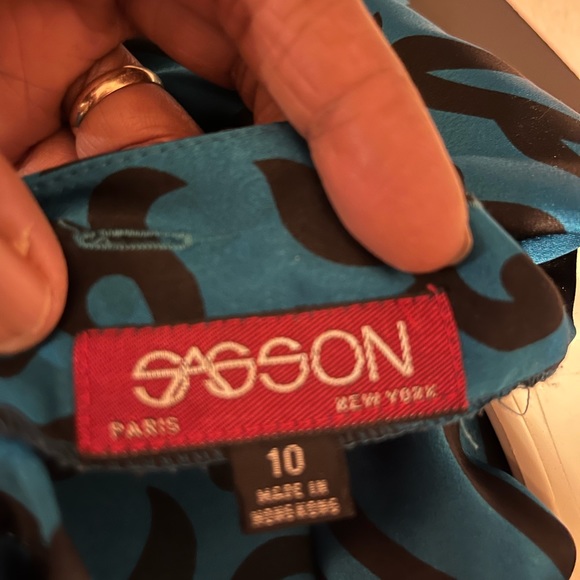 SASSON
PARIS NEW YORK
10
MADE IN
HONG KONG